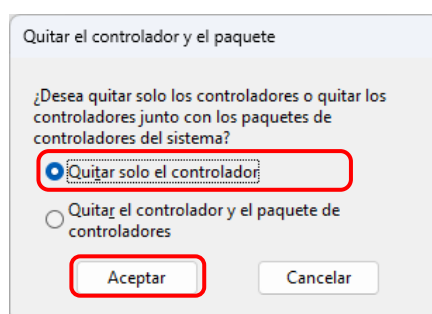 Quitar el controlador y el paquete
¿Desea quitar solo los controladores o quitar los
controladores junto con los paquetes de
controladores del sistema?
Quitar solo el controlador
Quitar el controlador y el paquete de
controladores
Aceptar
Cancelar